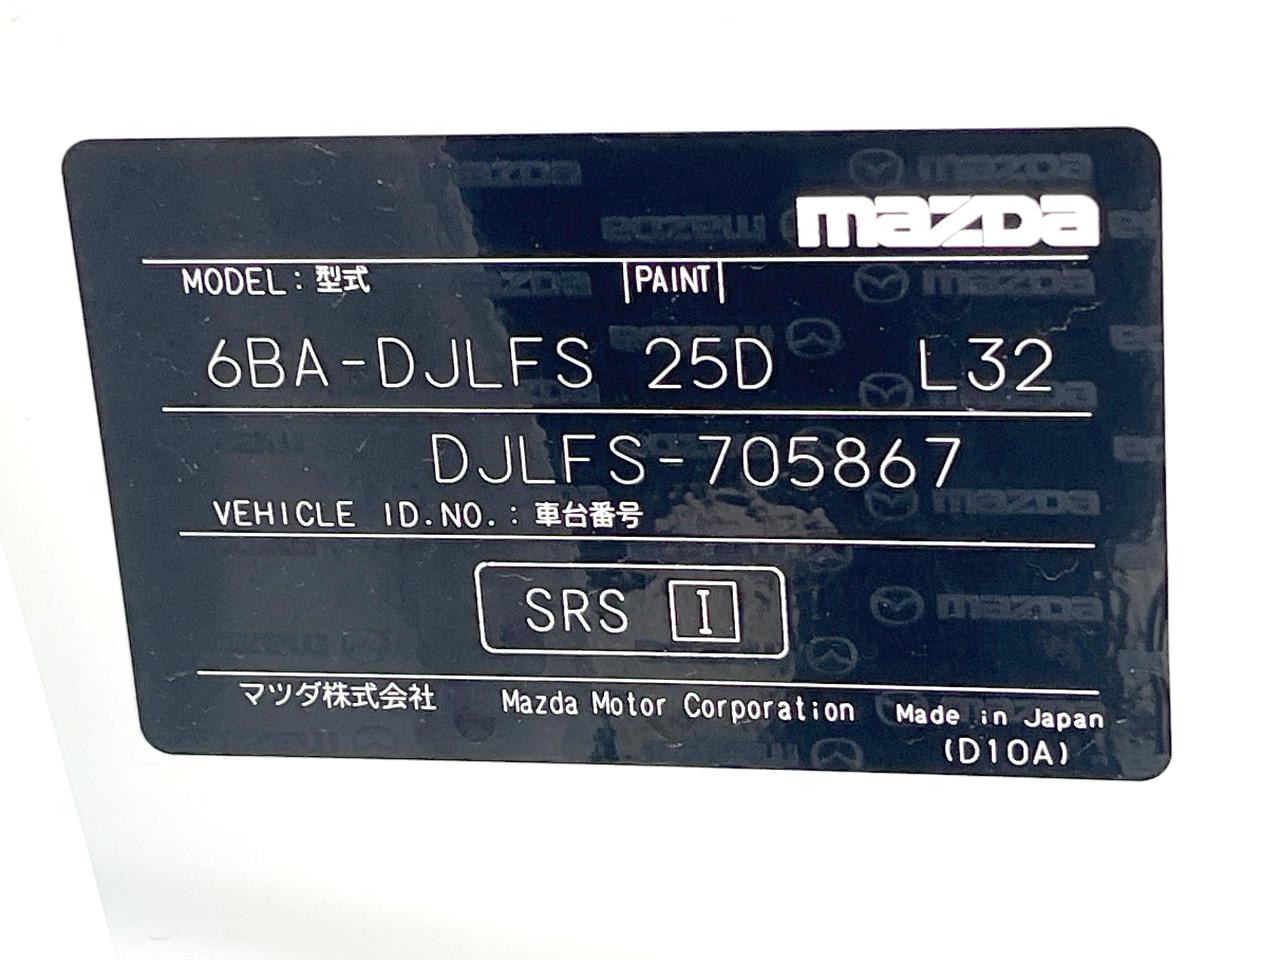 mazda
MODEL : 型式 PAINT
6BA-DJLFS 25D 25D L32
DJLFS-705867
VEHICLE ID.NO. : 車台番号
SRS I
マツダ株式会社 Mazda Motor Corporation Made in Japan
(D10A)